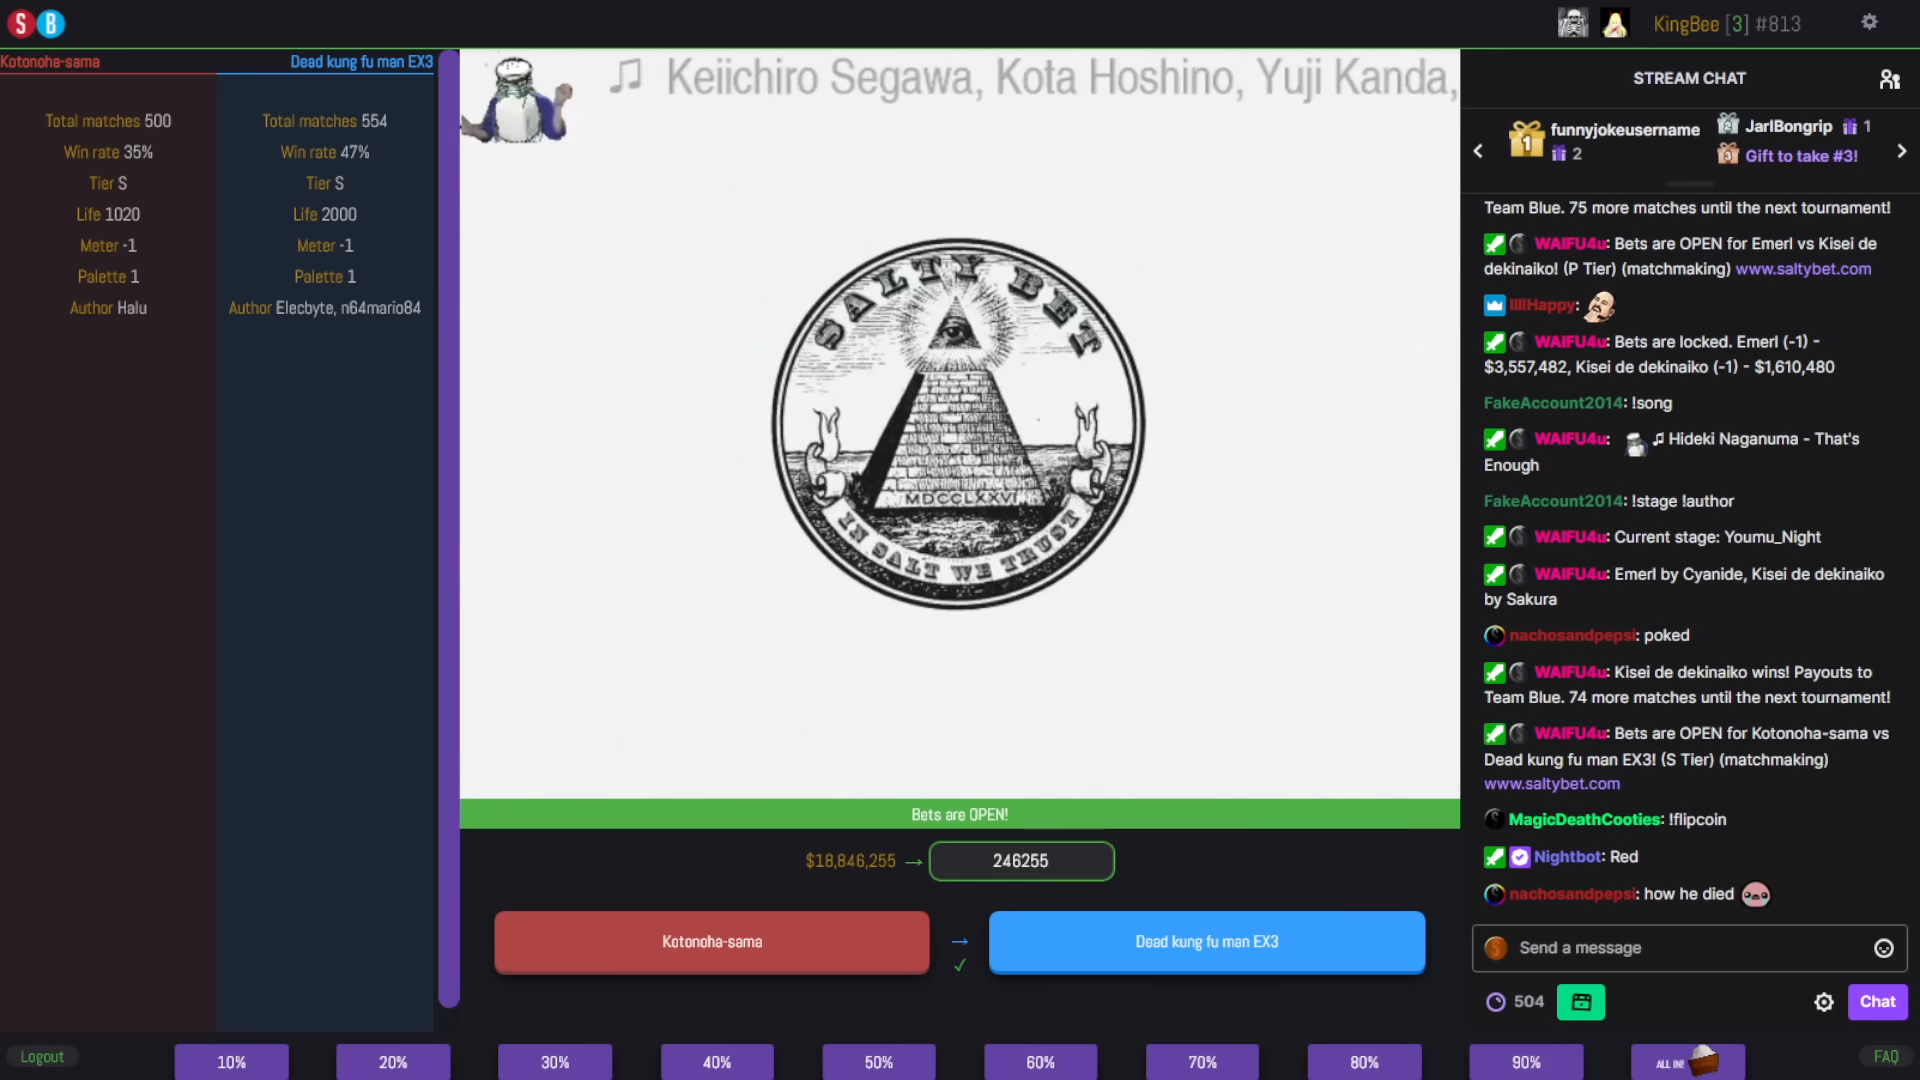 S B
KingBee [3] #813
Kotonoha-sama
Dead kung fu man EX3
Total matches 500
Win rate 35%
Tier S
Life 1020
Meter -1
Palette 1
Author Halu
Total matches 554
Win rate 47%
Tier S
Life 2000
Meter -1
Palette 1
Author Elecbyte, n64mario84
♫ Keiichiro Segawa, Kota Hoshino, Yuji Kanda,
SALTY BET
MDCCLXXVI
IN SALT WE TRUST
Bets are OPEN!
$18,846,255 → 246255
Kotonoha-sama
→
✓
Dead kung fu man EX3
STREAM CHAT
1 funnyjokeusername
2
2 JarlBongrip 1
3 Gift to take #3!
Team Blue. 75 more matches until the next tournament!
WAIFU4u: Bets are OPEN for Emerl vs Kisei de
dekinaiko! (P Tier) (matchmaking) www.saltybet.com
IIIIHappy:
WAIFU4u: Bets are locked. Emerl (-1) -
$3,557,482, Kisei de dekinaiko (-1) - $1,610,480
FakeAccount2014: !song
WAIFU4u: ♫ Hideki Naganuma - That's
Enough
FakeAccount2014: !stage !author
WAIFU4u: Current stage: Youmu_Night
WAIFU4u: Emerl by Cyanide, Kisei de dekinaiko
by Sakura
nachosandpepsi: poked
WAIFU4u: Kisei de dekinaiko wins! Payouts to
Team Blue. 74 more matches until the next tournament!
WAIFU4u: Bets are OPEN for Kotonoha-sama vs
Dead kung fu man EX3! (S Tier) (matchmaking)
www.saltybet.com
MagicDeathCooties: !flipcoin
Nightbot: Red
nachosandpepsi: how he died
Send a message
504
Chat
Logout
10%
20%
30%
40%
50%
60%
70%
80%
90%
ALL IN!
FAQ